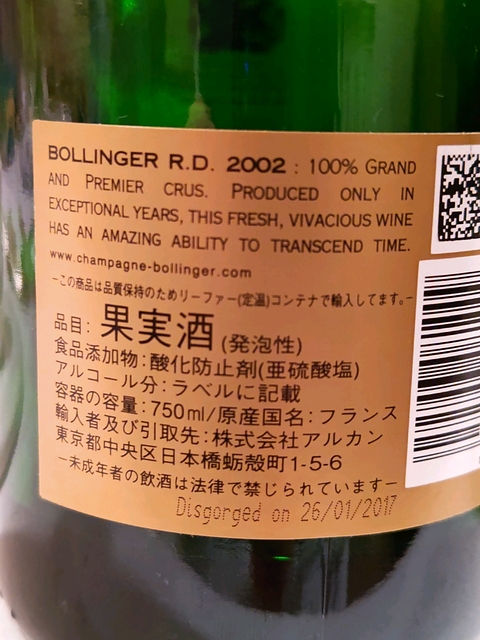 BOLLINGER R.D. 2002 : 100% GRAND
AND PREMIER CRUS. PRODUCED ONLY IN
EXCEPTIONAL YEARS, THIS FRESH, VIVACIOUS WINE
HAS AN AMAZING ABILITY TO TRANSCEND TIME.
www.champagne-bollinger.com
−この商品は品質保持のためリーファー(定温)コンテナで輸入してます。−
品目: 果実酒 (発泡性)
食品添加物:酸化防止剤(亜硫酸塩)
アルコール分:ラベルに記載
容器の容量:750ml/原産国名:フランス
輸入者及び引取先:株式会社アルカン
東京都中央区日本橋蛎殻町1-5-6
−未成年者の飲酒は法律で禁じられています−
Disgorged on 26/01/2017